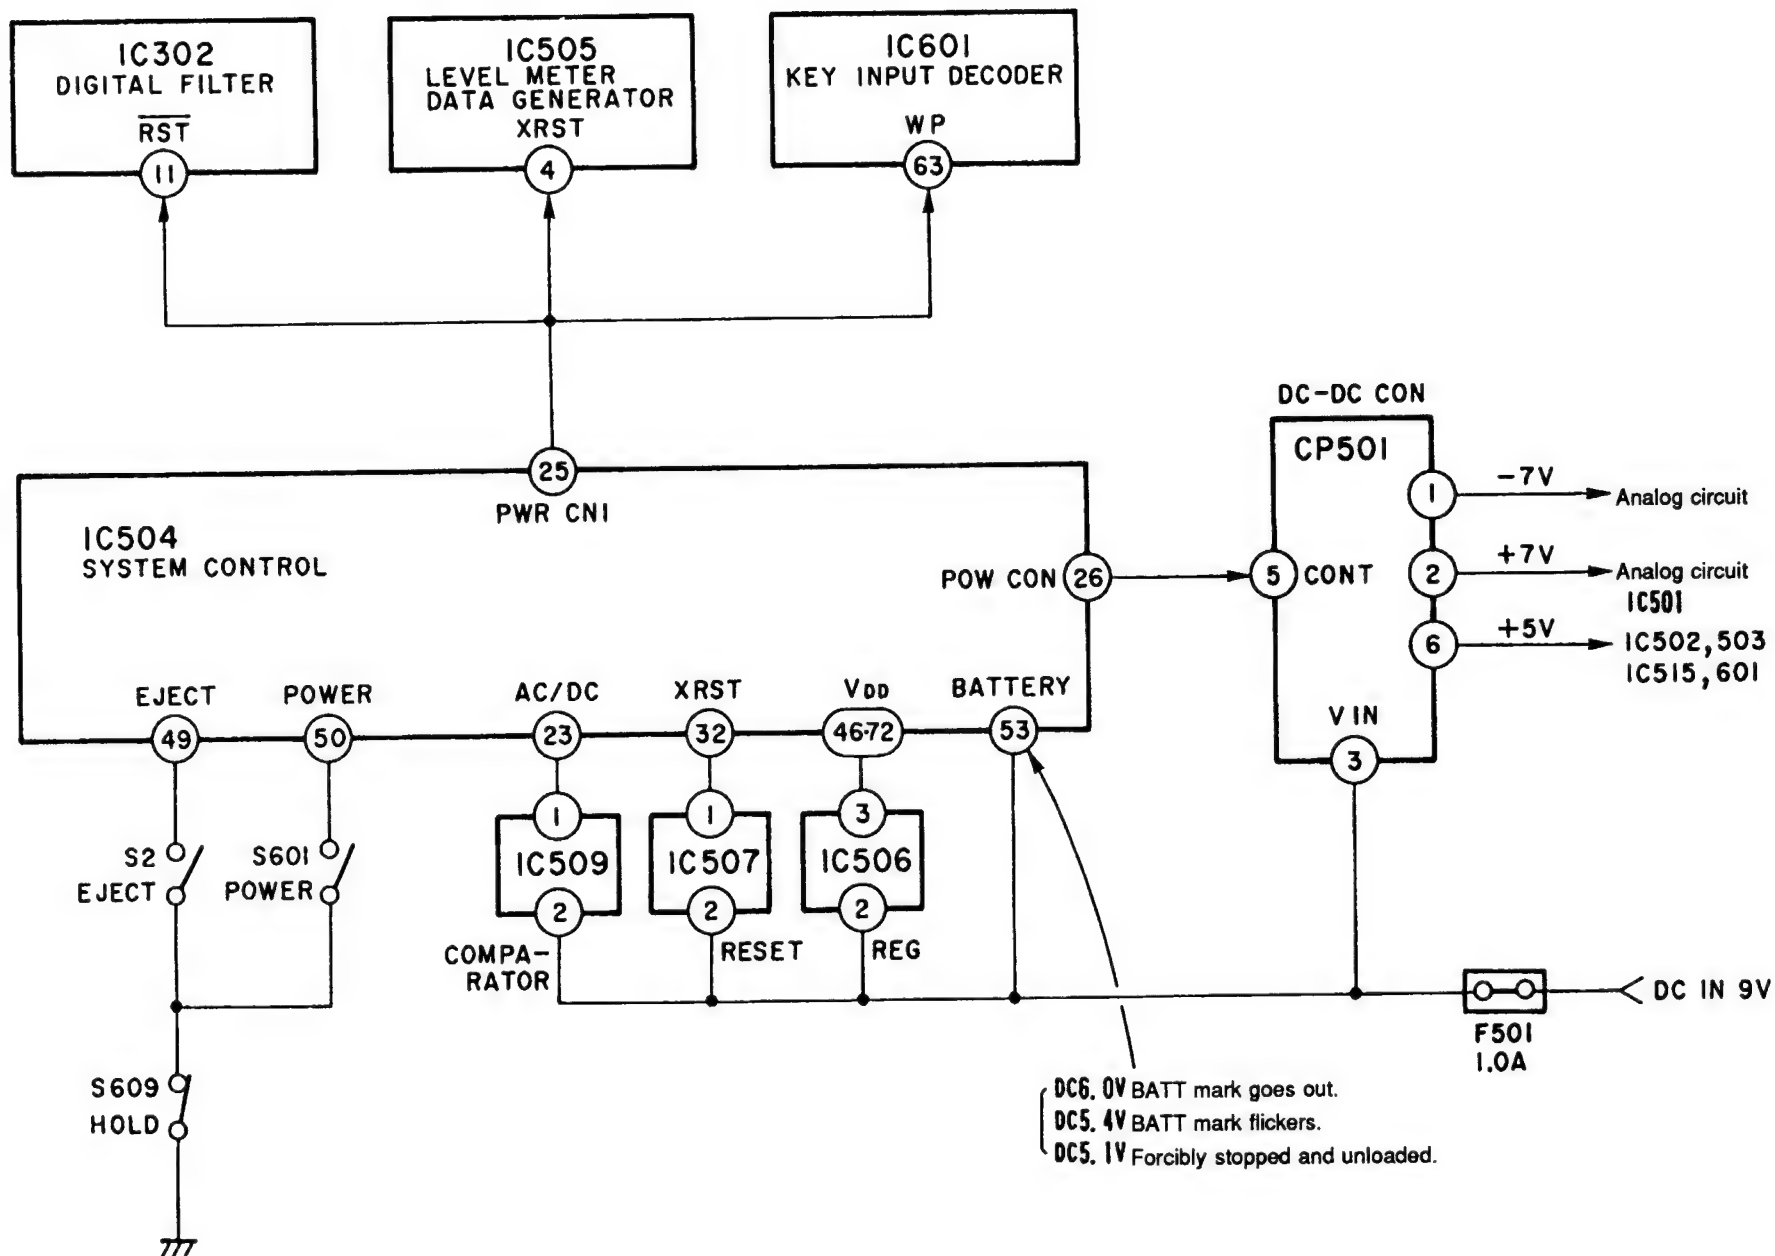 IC302
DIGITAL FILTER
RST
11
IC505
LEVEL METER
DATA GENERATOR
XRST
4
IC601
KEY INPUT DECODER
WP
63
25
PWR CN1
IC504
SYSTEM CONTROL
POW CON
26
DC-DC CON
CP501
1
-7V
Analog circuit
5
CONT
2
+7V
Analog circuit
IC501
6
+5V
IC502,503
IC515,601
V IN
3
EJECT
49
POWER
50
AC/DC
23
XRST
32
VDD
46-72
BATTERY
53
S2
EJECT
S601
POWER
1
IC509
2
COMPA-
RATOR
1
IC507
2
RESET
3
IC506
2
REG
F501
1.0A
DC IN 9V
S609
HOLD
DC6.0V BATT mark goes out.
DC5.4V BATT mark flickers.
DC5.1V Forcibly stopped and unloaded.